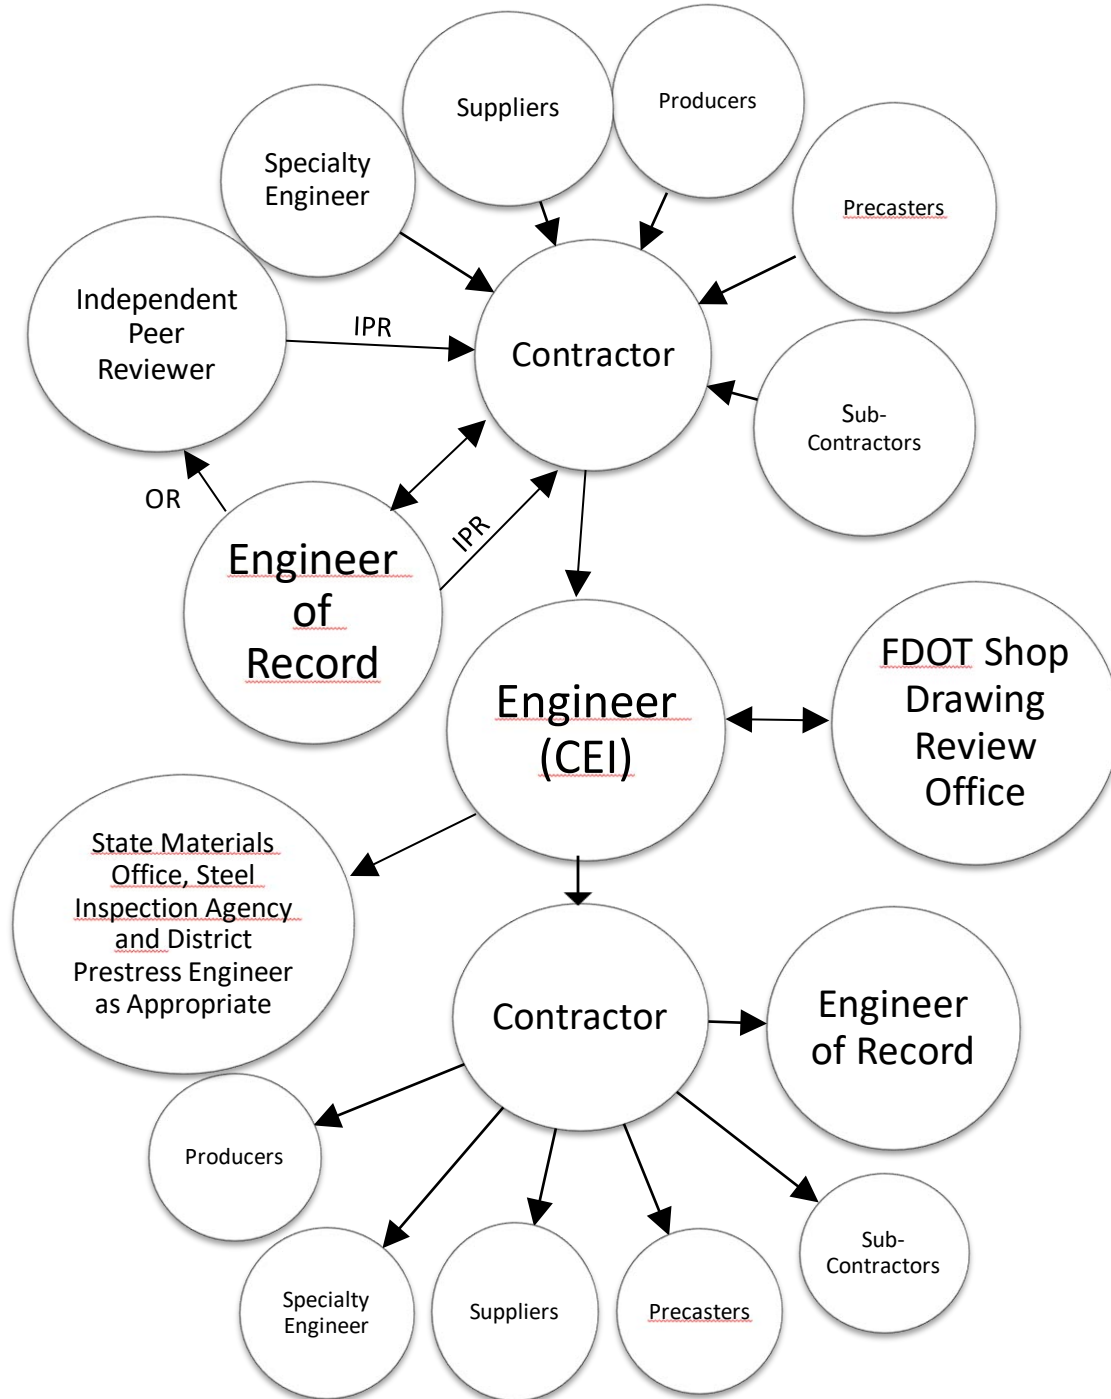 Suppliers
Producers
Specialty
Engineer
Precasters
Independent
Peer
Reviewer
IPR
Contractor
Sub-
Contractors
OR
IPR
Engineer
of
Record
Engineer
(CEI)
FDOT Shop
Drawing
Review
Office
State Materials
Office, Steel
Inspection Agency
and District
Prestress Engineer
as Appropriate
Contractor
Engineer
of Record
Producers
Specialty
Engineer
Suppliers
Precasters
Sub-
Contractors